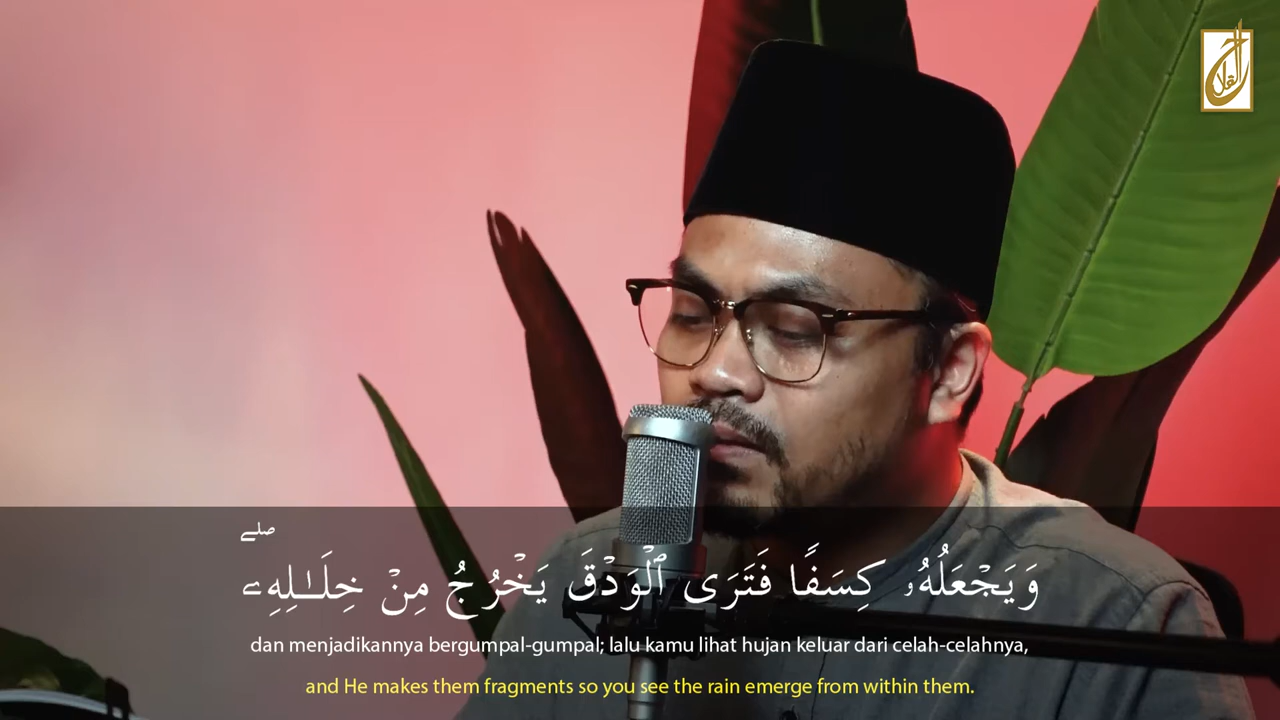 وَيَجْعَلُهُۥ كِسَفًا فَتَرَى ٱلْوَدْقَ يَخْرُجُ مِنْ خِلَـٰلِهِۦ ۖ
dan menjadikannya bergumpal-gumpal; lalu kamu lihat hujan keluar dari celah-celahnya,
and He makes them fragments so you see the rain emerge from within them.